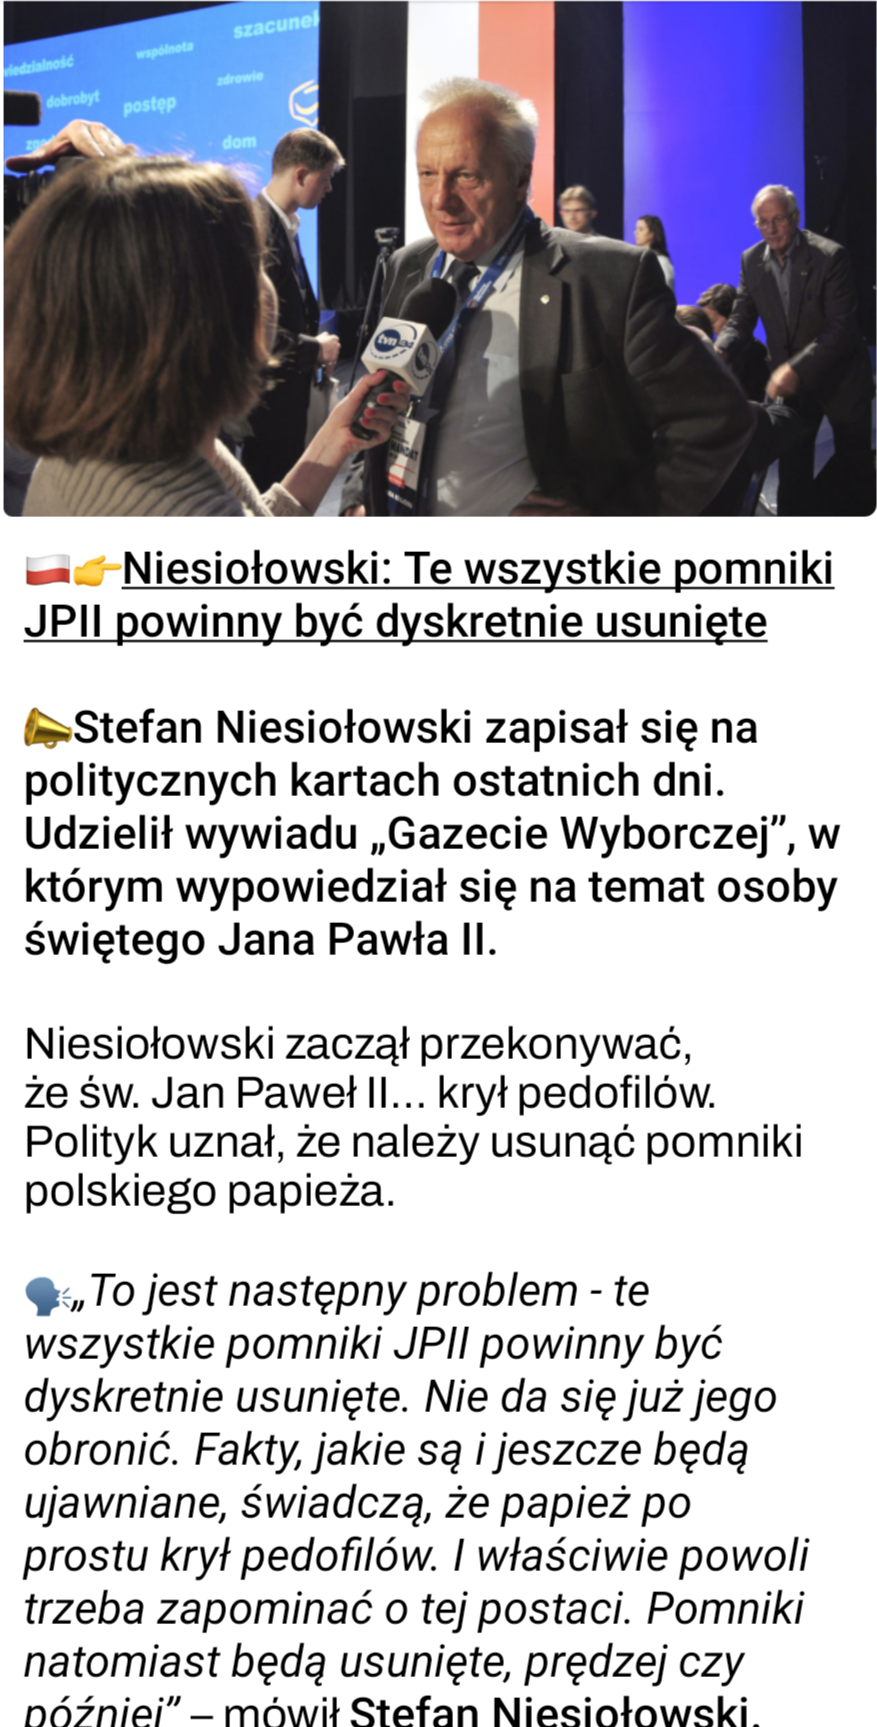 szacunek
wiedzialność
wspólnota
zdrowie
dobrobyt
postęp
dom
tvn24
🇵🇱👉Niesiołowski: Te wszystkie pomniki
JPII powinny być dyskretnie usunięte
📣Stefan Niesiołowski zapisał się na
politycznych kartach ostatnich dni.
Udzielił wywiadu „Gazecie Wyborczej”, w
którym wypowiedział się na temat osoby
świętego Jana Pawła II.
Niesiołowski zaczął przekonywać,
że św. Jan Paweł II... krył pedofilów.
Polityk uznał, że należy usunąć pomniki
polskiego papieża.
🗣„To jest następny problem - te
wszystkie pomniki JPII powinny być
dyskretnie usunięte. Nie da się już jego
obronić. Fakty, jakie są i jeszcze będą
ujawniane, świadczą, że papież po
prostu krył pedofilów. I właściwie powoli
trzeba zapominać o tej postaci. Pomniki
natomiast będą usunięte, prędzej czy
później” – mówił Stefan Niesiołowski.